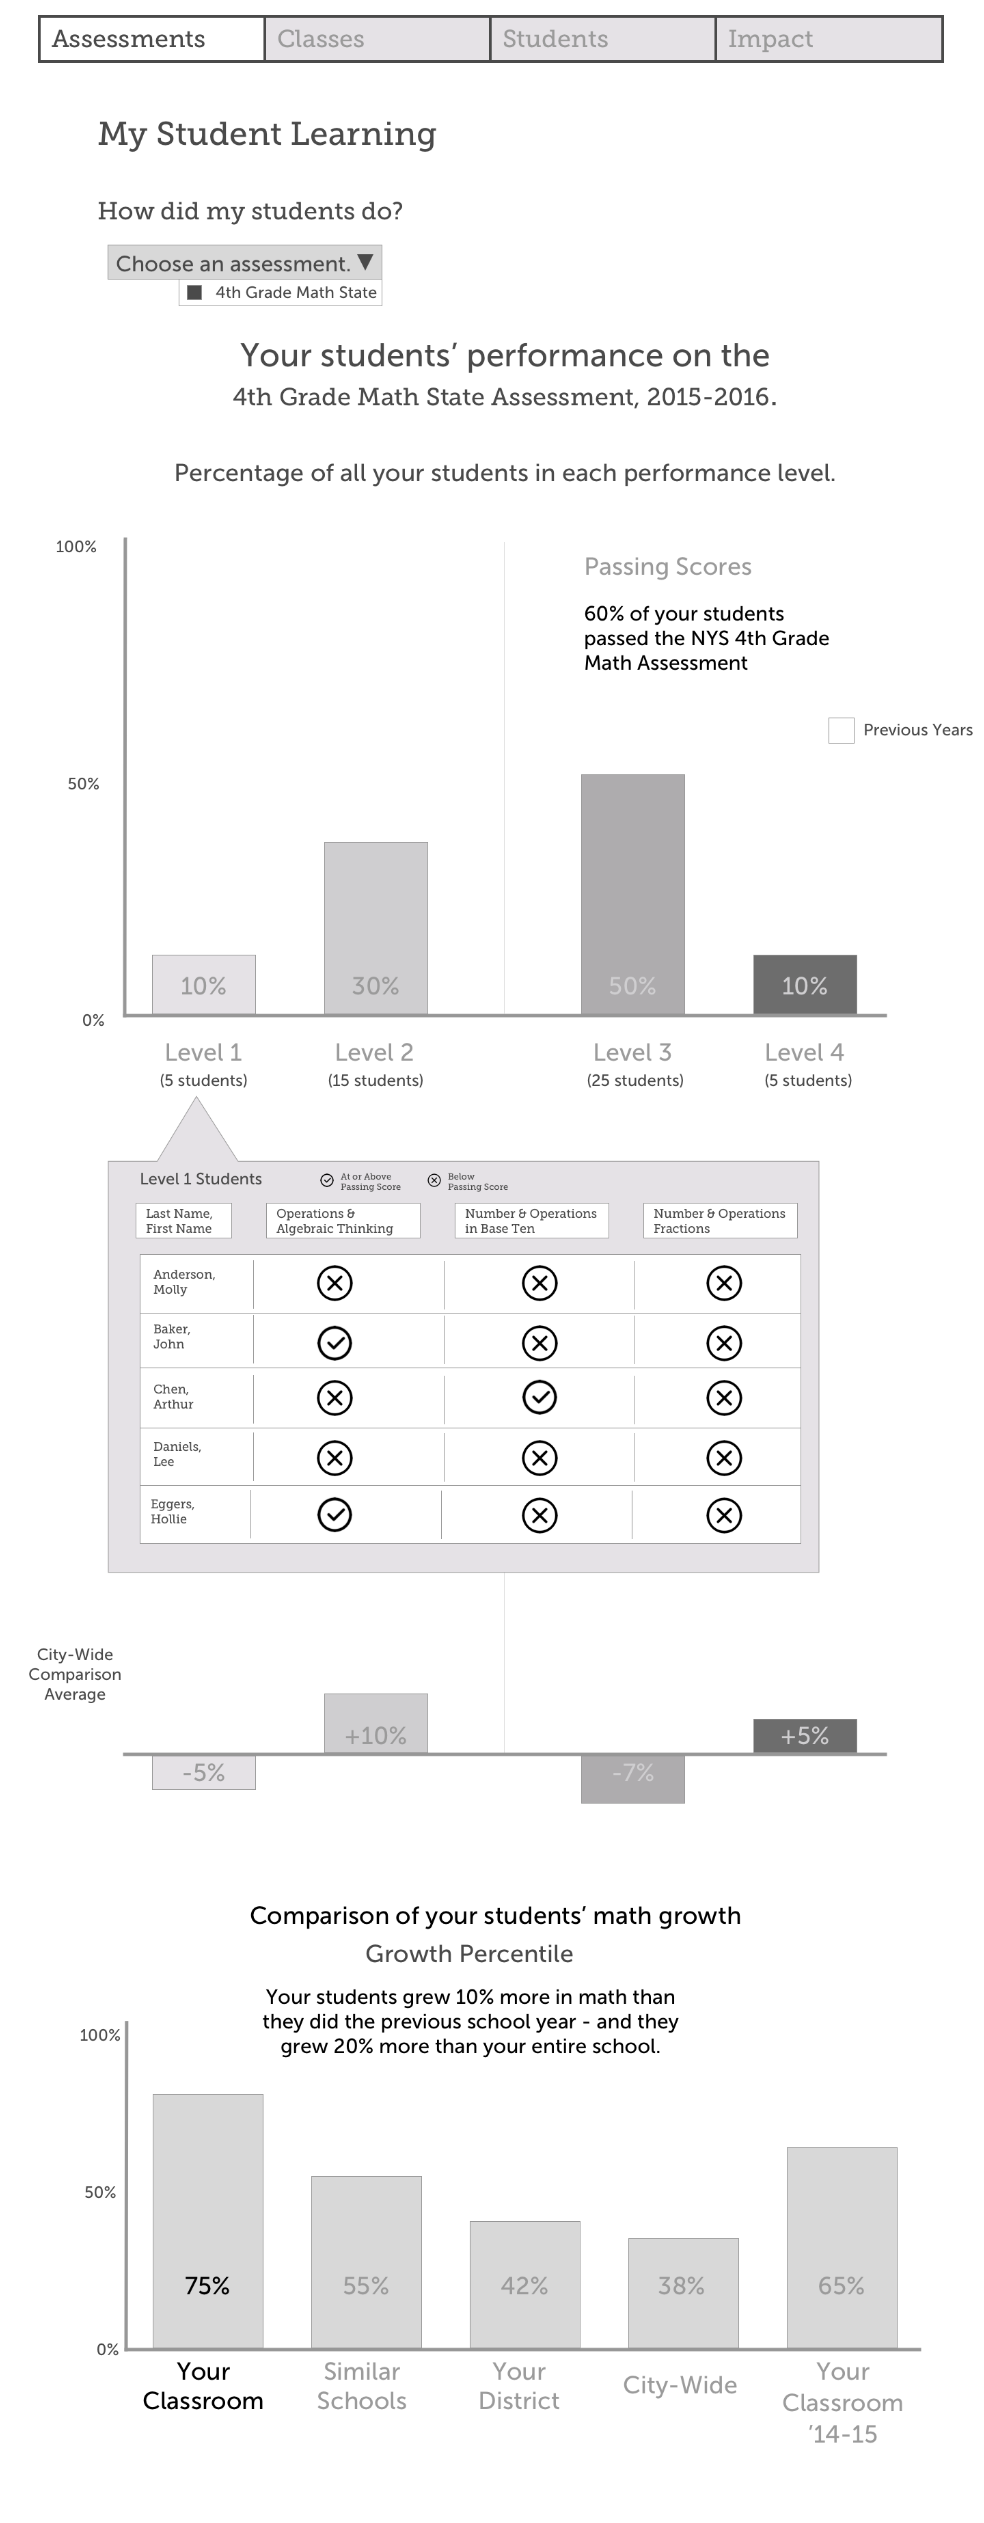 Assessments
Classes
Students
Impact
My Student Learning
How did my students do?
Choose an assessment. ▼
4th Grade Math State
Your students’ performance on the
4th Grade Math State Assessment, 2015-2016.
Percentage of all your students in each performance level.
100%
Passing Scores
60% of your students
passed the NYS 4th Grade
Math Assessment
Previous Years
50%
10%
30%
50%
10%
0%
Level 1
(5 students)
Level 2
(15 students)
Level 3
(25 students)
Level 4
(5 students)
Level 1 Students
At or Above
Passing Score
Below
Passing Score
Last Name,
First Name
Operations &
Algebraic Thinking
Number & Operations
in Base Ten
Number & Operations
Fractions
Anderson,
Molly
Baker,
John
Chen,
Arthur
Daniels,
Lee
Eggers,
Hollie
City-Wide
Comparison
Average
-5%
+10%
-7%
+5%
Comparison of your students’ math growth
Growth Percentile
Your students grew 10% more in math than
they did the previous school year - and they
grew 20% more than your entire school.
100%
50%
0%
75%
55%
42%
38%
65%
Your
Classroom
Similar
Schools
Your
District
City-Wide
Your
Classroom
’14-15